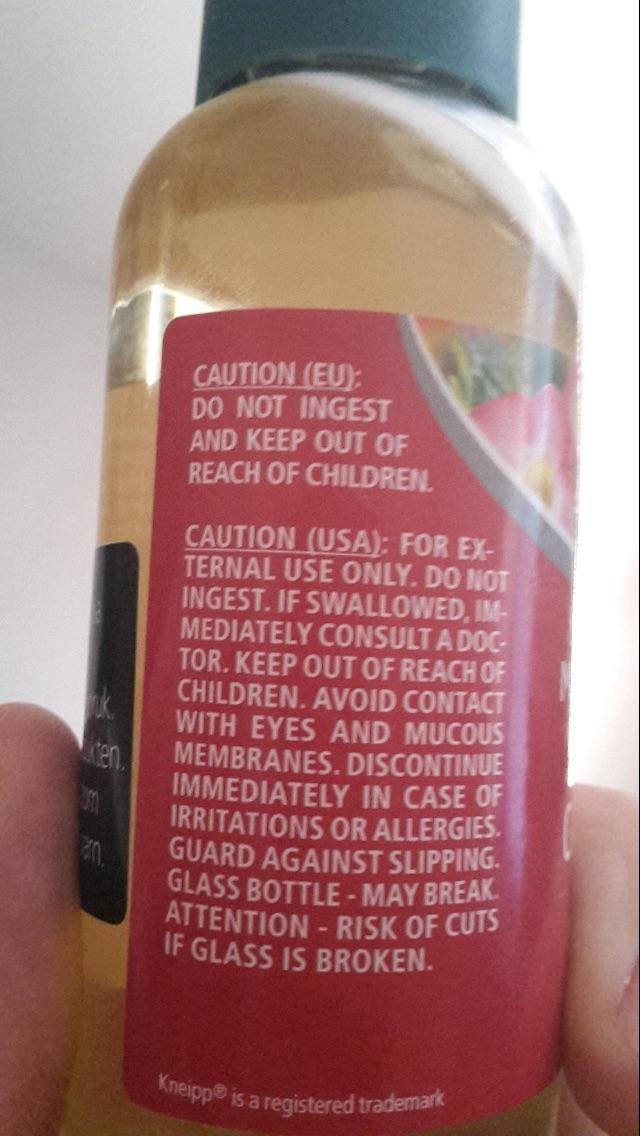 CAUTION (EU):
DO NOT INGEST
AND KEEP OUT OF
REACH OF CHILDREN.
CAUTION (USA): FOR EX-
TERNAL USE ONLY. DO NOT
INGEST. IF SWALLOWED, IM-
MEDIATELY CONSULT A DOC-
TOR. KEEP OUT OF REACH OF
CHILDREN. AVOID CONTACT
WITH EYES AND MUCOUS
MEMBRANES. DISCONTINUE
IMMEDIATELY IN CASE OF
IRRITATIONS OR ALLERGIES.
GUARD AGAINST SLIPPING.
GLASS BOTTLE - MAY BREAK.
ATTENTION - RISK OF CUTS
IF GLASS IS BROKEN.
Kneipp® is a registered trademark